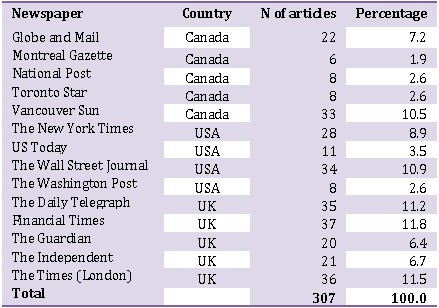 Newspaper Country N of articles Percentage
Globe and Mail Canada 22 7.2
Montreal Gazette Canada 6 1.9
National Post Canada 8 2.6
Toronto Star Canada 8 2.6
Vancouver Sun Canada 33 10.5
The New York Times USA 28 8.9
US Today USA 11 3.5
The Wall Street Journal USA 34 10.9
The Washington Post USA 8 2.6
The Daily Telegraph UK 35 11.2
Financial Times UK 37 11.8
The Guardian UK 20 6.4
The Independent UK 21 6.7
The Times (London) UK 36 11.5
Total 307 100.0